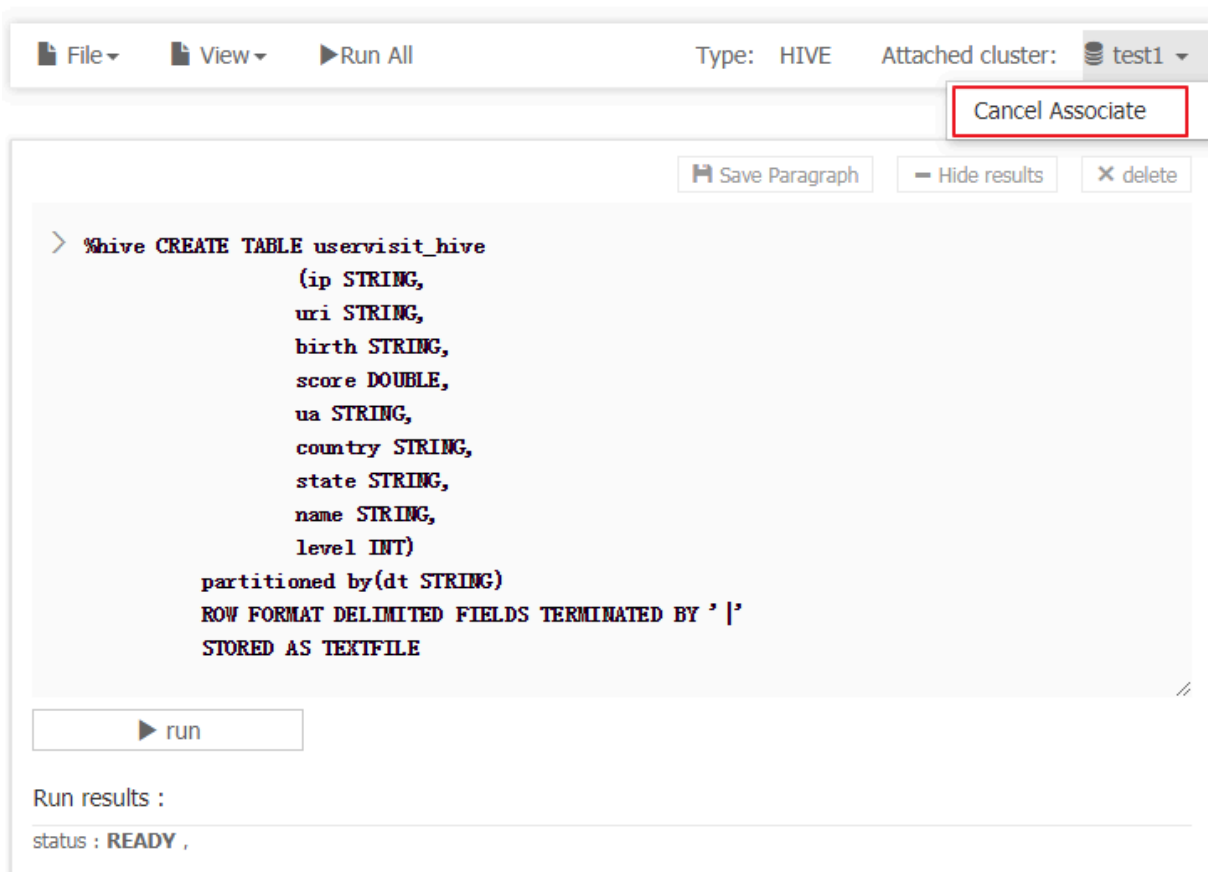 File View Run All Type: HIVE Attached cluster: test1
Cancel Associate
Save Paragraph Hide results delete
%hive CREATE TABLE uservisit_hive
(ip STRING,
uri STRING,
birth STRING,
score DOUBLE,
ua STRING,
country STRING,
state STRING,
name STRING,
level INT)
partitioned by(dt STRING)
ROW FORMAT DELIMITED FIELDS TERMINATED BY '|'
STORED AS TEXTFILE
run
Run results :
status : READY ,